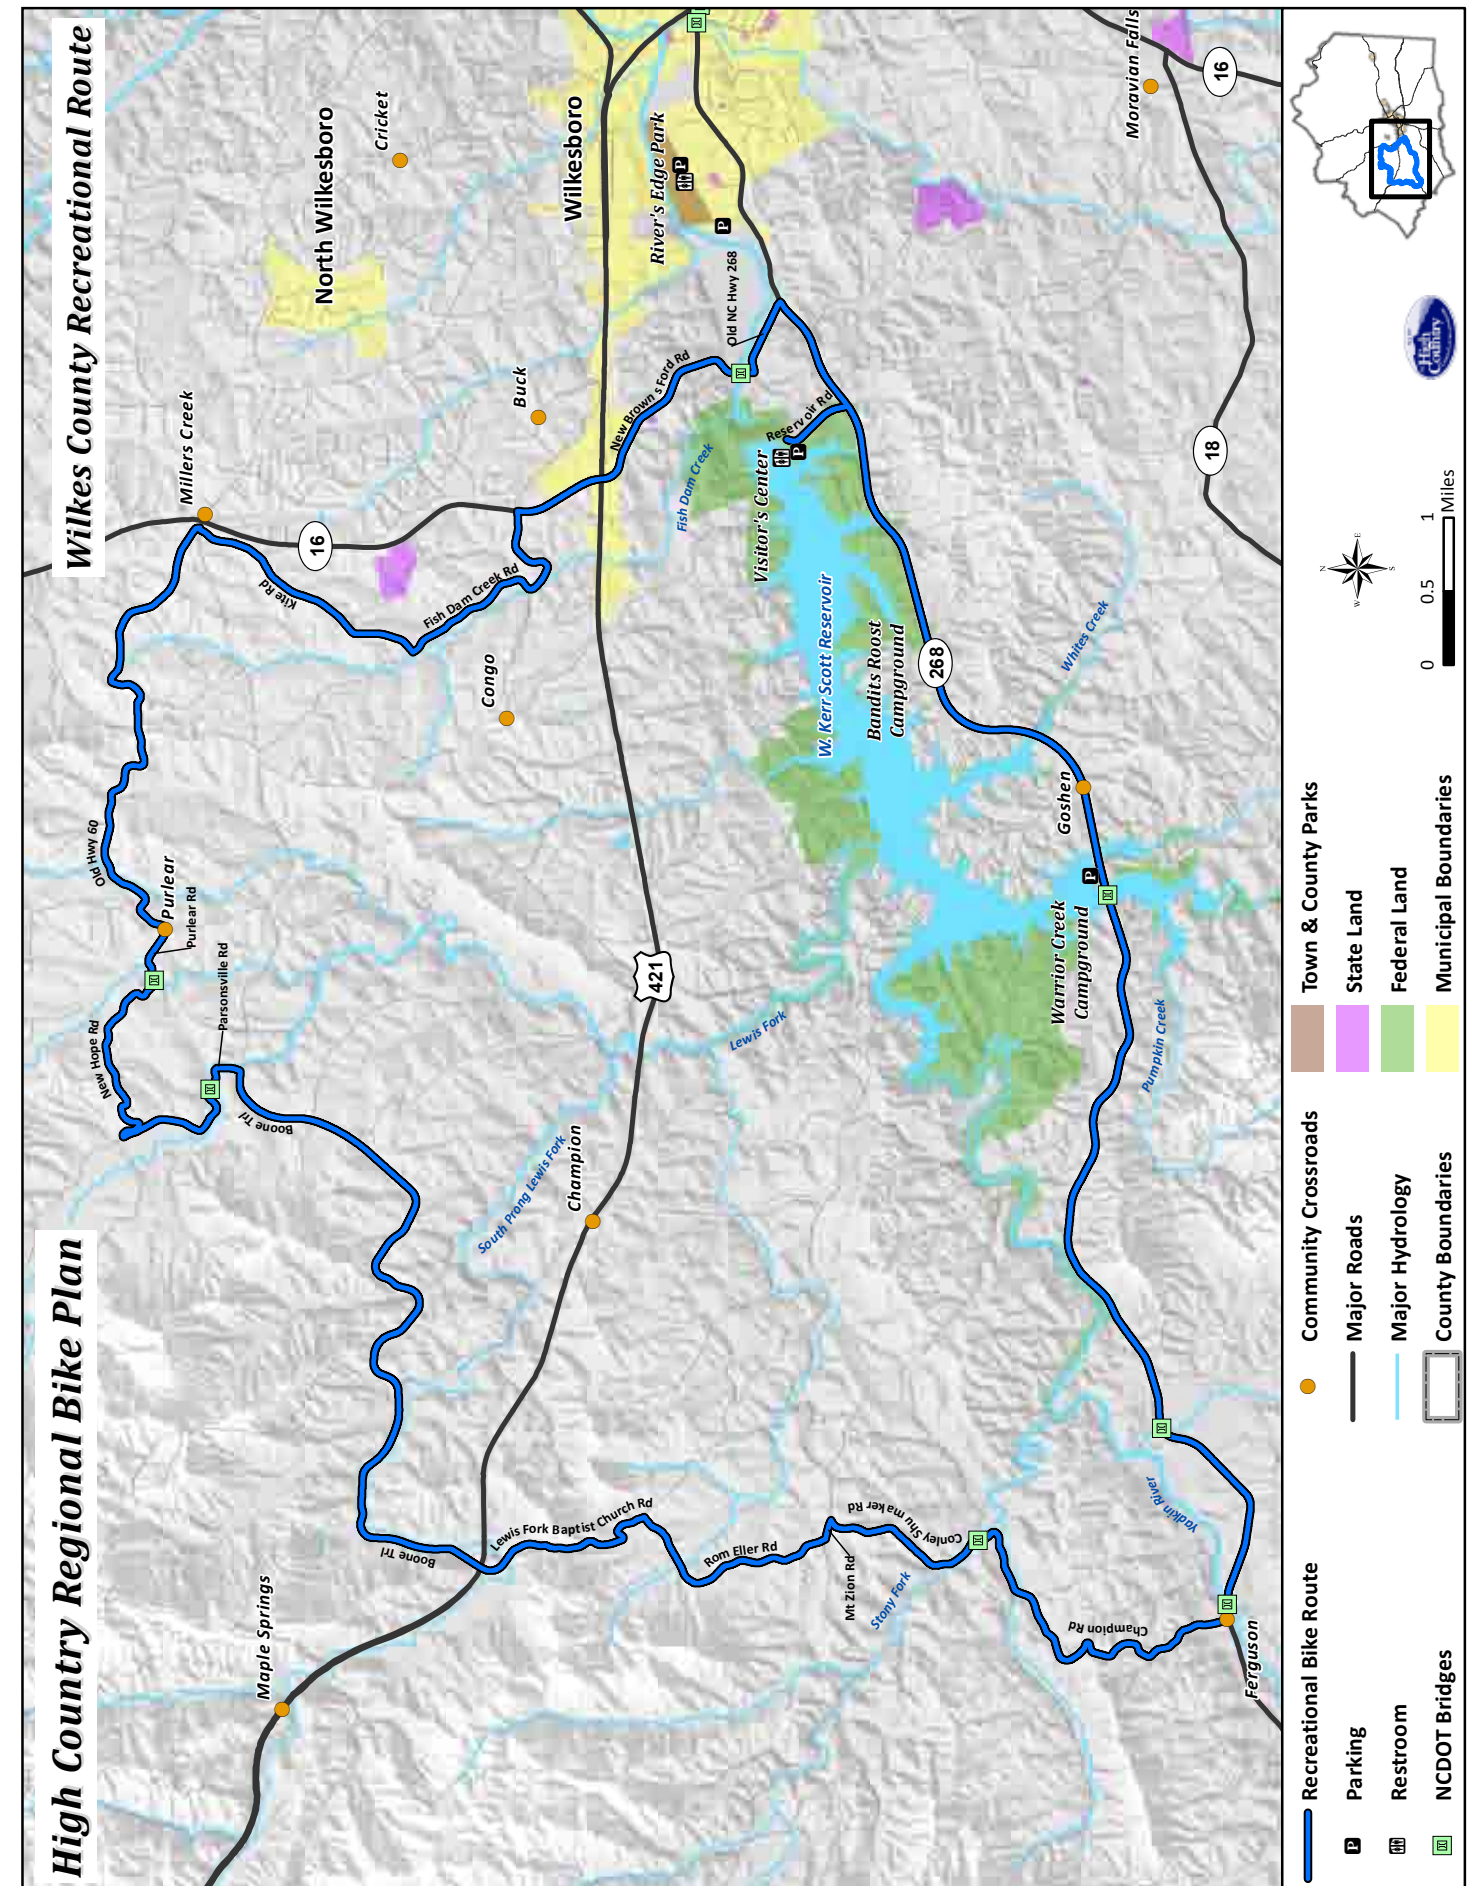 High Country Regional Bike Plan
Wilkes County Recreational Route
Maple Springs
Boone Trl
Boone Trl
New Hope Rd
Parsonsville Rd
Purlear Rd
Purlear
Old Hwy 60
Millers Creek
Kite Rd
16
Fish Dam Creek Rd
North Wilkesboro
Cricket
Congo
Buck
Wilkesboro
River's Edge Park
Old NC Hwy 268
New Brown's Ford Rd
Fish Dam Creek
Reservoir Rd
Visitor's Center
South Prong Lewis Fork
Champion
421
Lewis Fork
Lewis Fork Baptist Church Rd
Rom Eller Rd
Mt Zion Rd
Conley Shumaker Rd
Stony Fork
W. Kerr Scott Reservoir
Bandits Roost
Campground
268
Whites Creek
Goshen
Warrior Creek
Campground
Pumpkin Creek
Yadkin River
Champion Rd
Ferguson
Moravian Falls
16
18
P
P
P
P
Recreational Bike Route
P
Parking
Restroom
NCDOT Bridges
Community Crossroads
Major Roads
Major Hydrology
County Boundaries
Town & County Parks
State Land
Federal Land
Municipal Boundaries
N
E
S
W
0
0.5
1
Miles
High
Country